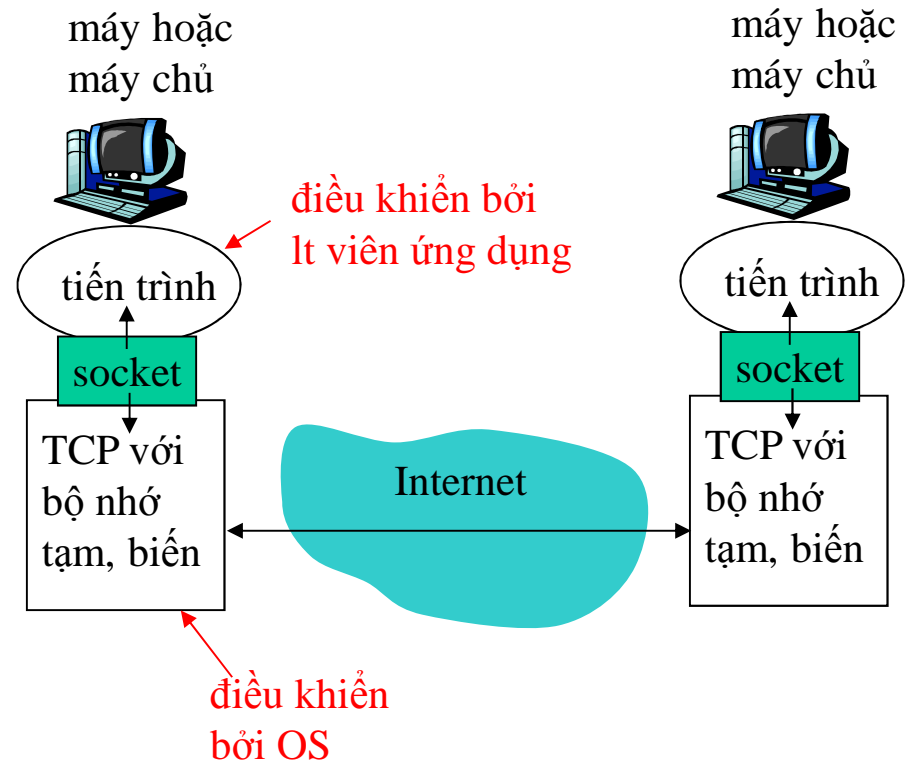 máy hoặc
máy chủ
máy hoặc
máy chủ
điều khiển bởi
lt viên ứng dụng
tiến trình
tiến trình
socket
socket
TCP với
bộ nhớ
tạm, biến
Internet
TCP với
bộ nhớ
tạm, biến
điều khiển
bởi OS